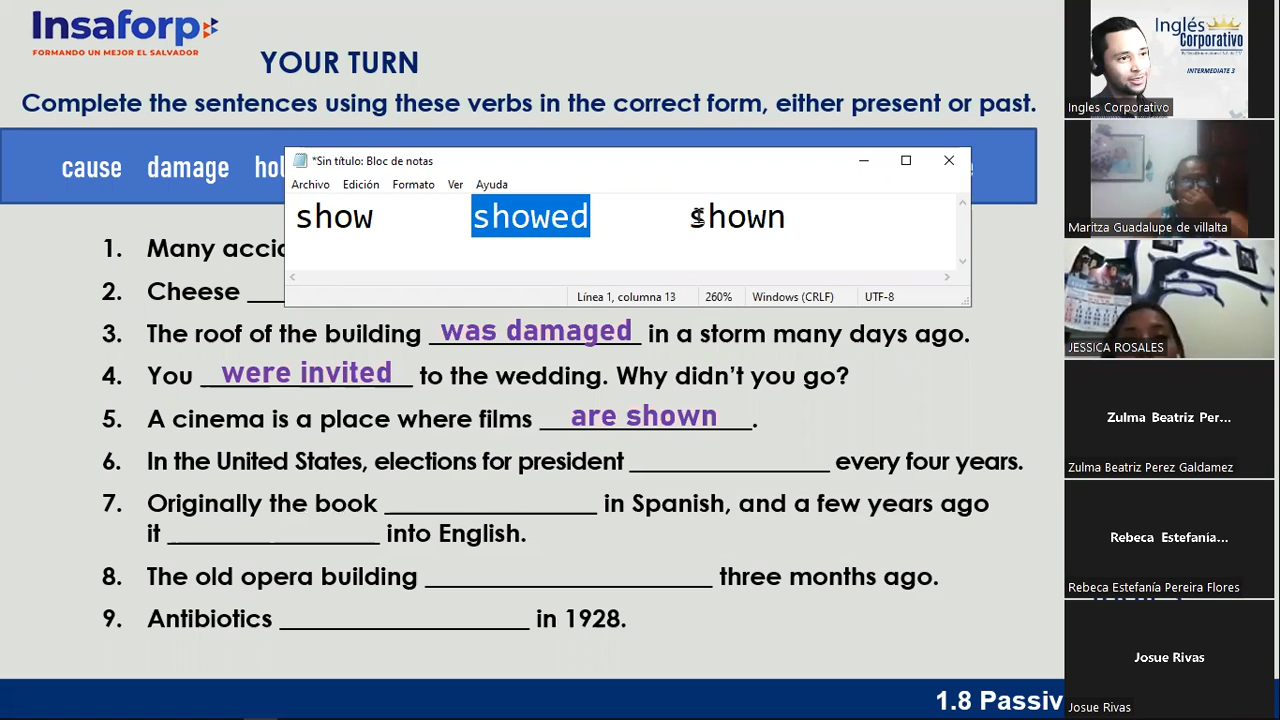 Insaforp
FORMANDO UN MEJOR EL SALVADOR
YOUR TURN
Complete the sentences using these verbs in the correct form, either present or past.
cause damage
*Sin título: Bloc de notas
Archivo Edición Formato Ver Ayuda
show showed shown
Línea 1, columna 13 260% Windows (CRLF) UTF-8
1. Many
2. Cheese
3. The roof of the building was damaged in a storm many days ago.
4. You were invited to the wedding. Why didn't you go?
5. A cinema is a place where films are shown.
6. In the United States, elections for president ______ every four years.
7. Originally the book ______ in Spanish, and a few years ago
it ______ into English.
8. The old opera building ______ three months ago.
9. Antibiotics ______ in 1928.
1.8 Passiv
Inglés
Corporativo
INTERMEDIATE 3
Ingles Corporativo
Maritza Guadalupe de villalta
JESSICA ROSALES
Zulma Beatriz Per...
Zulma Beatriz Perez Galdamez
Rebeca Estefanía...
Rebeca Estefanía Pereira Flores
Josue Rivas
Josue Rivas